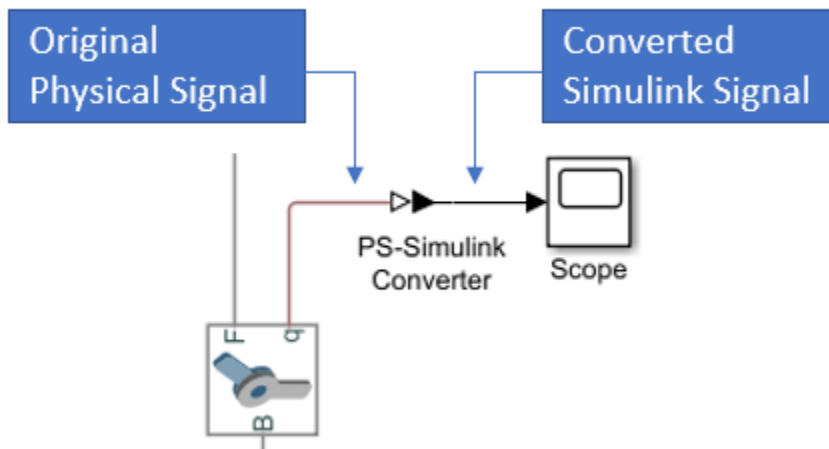 Original
Physical Signal
Converted
Simulink Signal
PS-Simulink
Converter
Scope
F
q
B